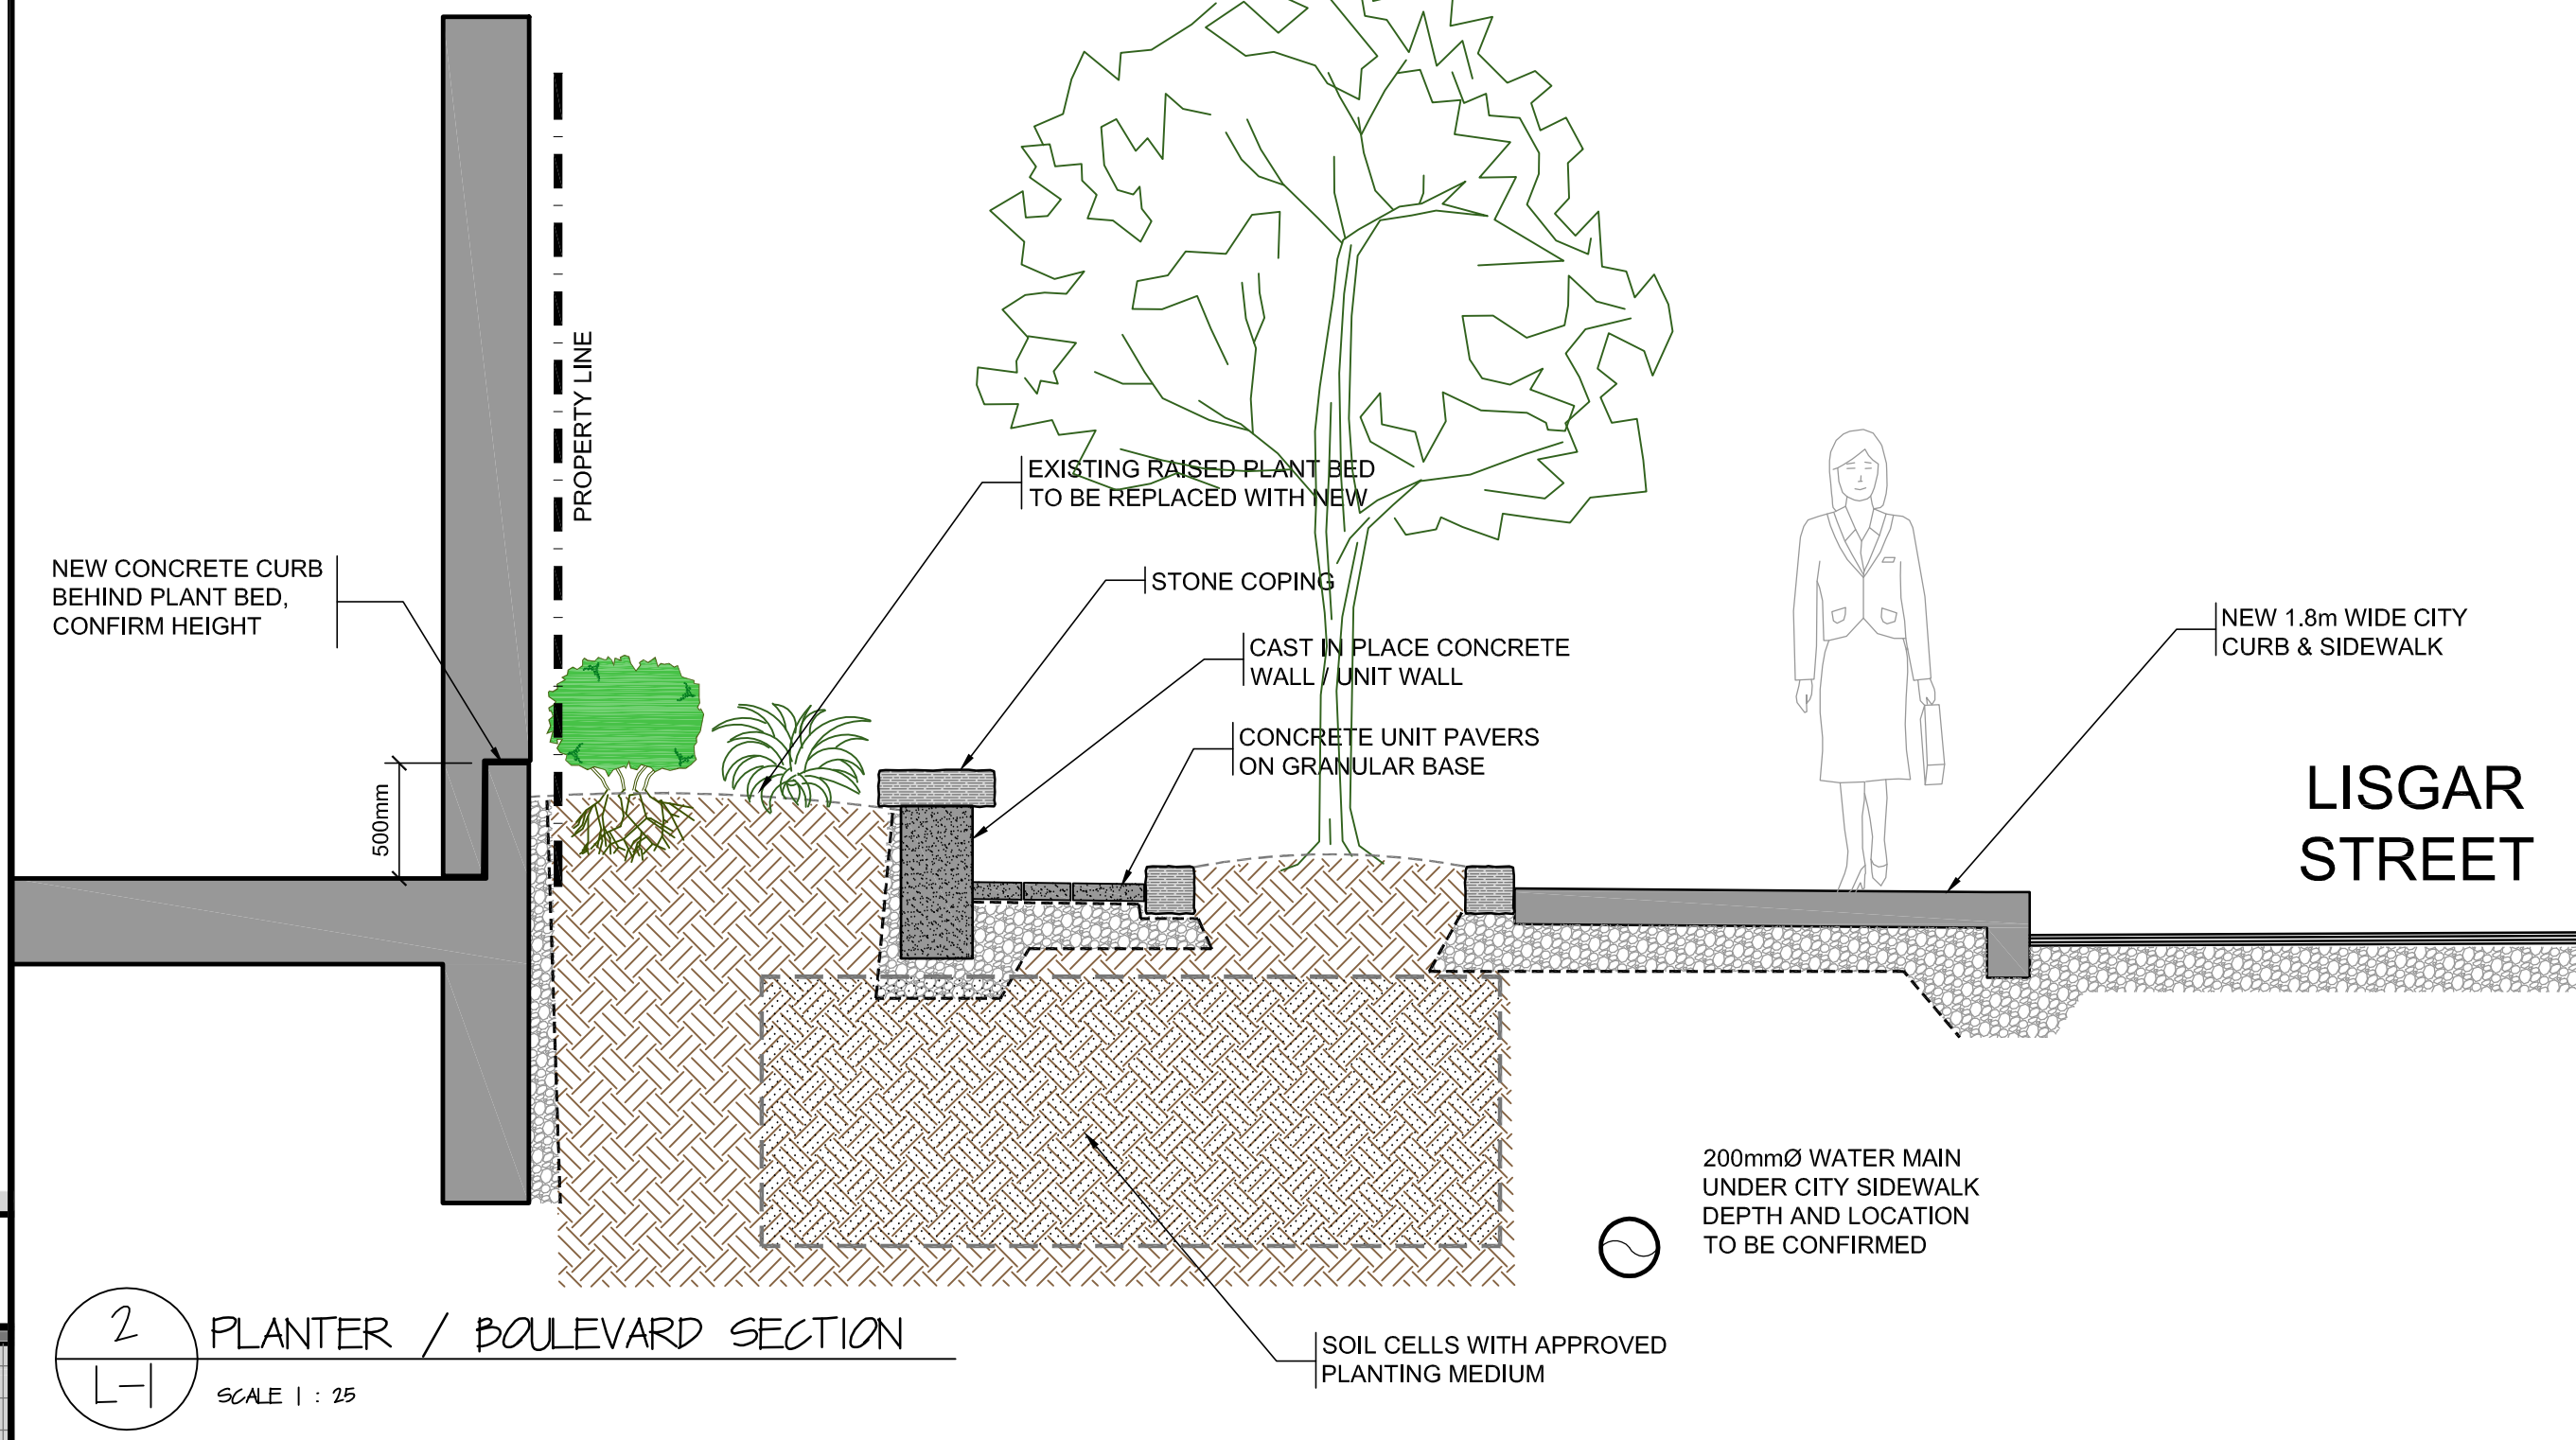 PROPERTY LINE
EXISTING RAISED PLANT BED
TO BE REPLACED WITH NEW
STONE COPING
NEW CONCRETE CURB
BEHIND PLANT BED,
CONFIRM HEIGHT
CAST IN PLACE CONCRETE
WALL / UNIT WALL
NEW 1.8m WIDE CITY
CURB & SIDEWALK
CONCRETE UNIT PAVERS
ON GRANULAR BASE
500mm
LISGAR
STREET
200mmØ WATER MAIN
UNDER CITY SIDEWALK
DEPTH AND LOCATION
TO BE CONFIRMED
SOIL CELLS WITH APPROVED
PLANTING MEDIUM
2
L-1
PLANTER / BOULEVARD SECTION
SCALE 1 : 25